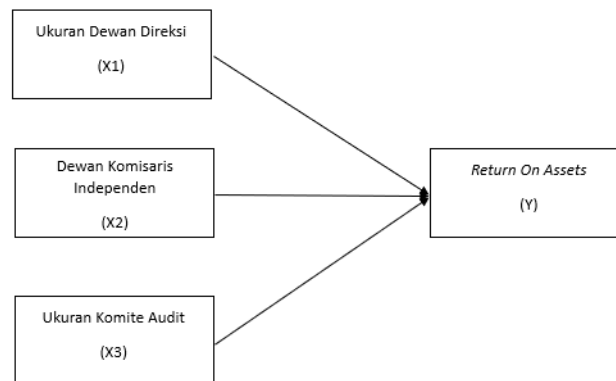 Ukuran Dewan Direksi
(X1)
Dewan Komisaris
Independen
(X2)
Return On Assets
(Y)
Ukuran Komite Audit
(X3)